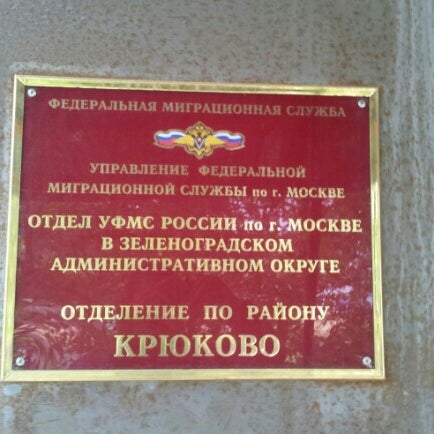 ФЕДЕРАЛЬНАЯ МИГРАЦИОННАЯ СЛУЖБА
УПРАВЛЕНИЕ ФЕДЕРАЛЬНОЙ
МИГРАЦИОННОЙ СЛУЖБЫ по г. МОСКВЕ
ОТДЕЛ УФМС РОССИИ по г. МОСКВЕ
В ЗЕЛЕНОГРАДСКОМ
АДМИНИСТРАТИВНОМ ОКРУГЕ
ОТДЕЛЕНИЕ ПО РАЙОНУ
КРЮКОВО